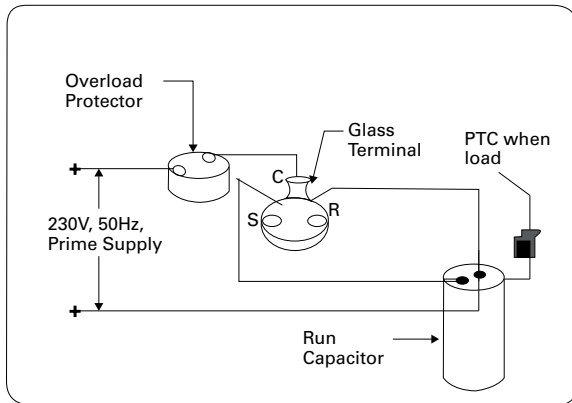 Overload
Protector
Glass
Terminal
PTC when
load
C
S
R
230V, 50Hz,
Prime Supply
Run
Capacitor